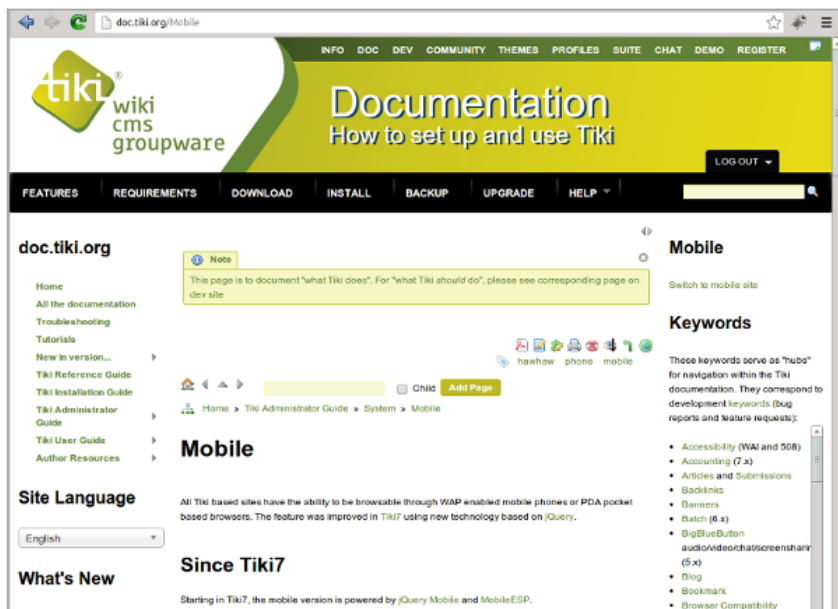 doc.tiki.org/Mobile
INFO DOC DEV COMMUNITY THEMES PROFILES SUITE CHAT DEMO REGISTER
tiki®
wiki
cms
groupware
Documentation
How to set up and use Tiki
LOG OUT
FEATURES REQUIREMENTS DOWNLOAD INSTALL BACKUP UPGRADE HELP
doc.tiki.org
Home
All the documentation
Troubleshooting
Tutorials
New in version...
Tiki Reference Guide
Tiki Installation Guide
Tiki Administrator
Guide
Tiki User Guide
Author Resources
Site Language
English
What's New
Note
This page is to document "what Tiki does". For "what Tiki should do", please see corresponding page on
dev site
hawhaw phone mobile
Child Add Page
Home » Tiki Administrator Guide » System » Mobile
Mobile
All Tiki based sites have the ability to be browsable through WAP enabled mobile phones or PDA pocket
based browsers. The feature was improved in Tiki7 using new technology based on jQuery.
Since Tiki7
Starting in Tiki7, the mobile version is powered by jQuery Mobile and MobileESP.
Mobile
Switch to mobile site
Keywords
These keywords serve as "hubs"
for navigation within the Tiki
documentation. They correspond to
development keywords (bug
reports and feature requests):
• Accessibility (WAI and 508)
• Accounting (7.x)
• Articles and Submissions
• Backlinks
• Banners
• Batch (6.x)
• BigBlueButton
audio/video/chat/screensharin
(5.x)
• Blog
• Bookmark
• Browser Compatibility